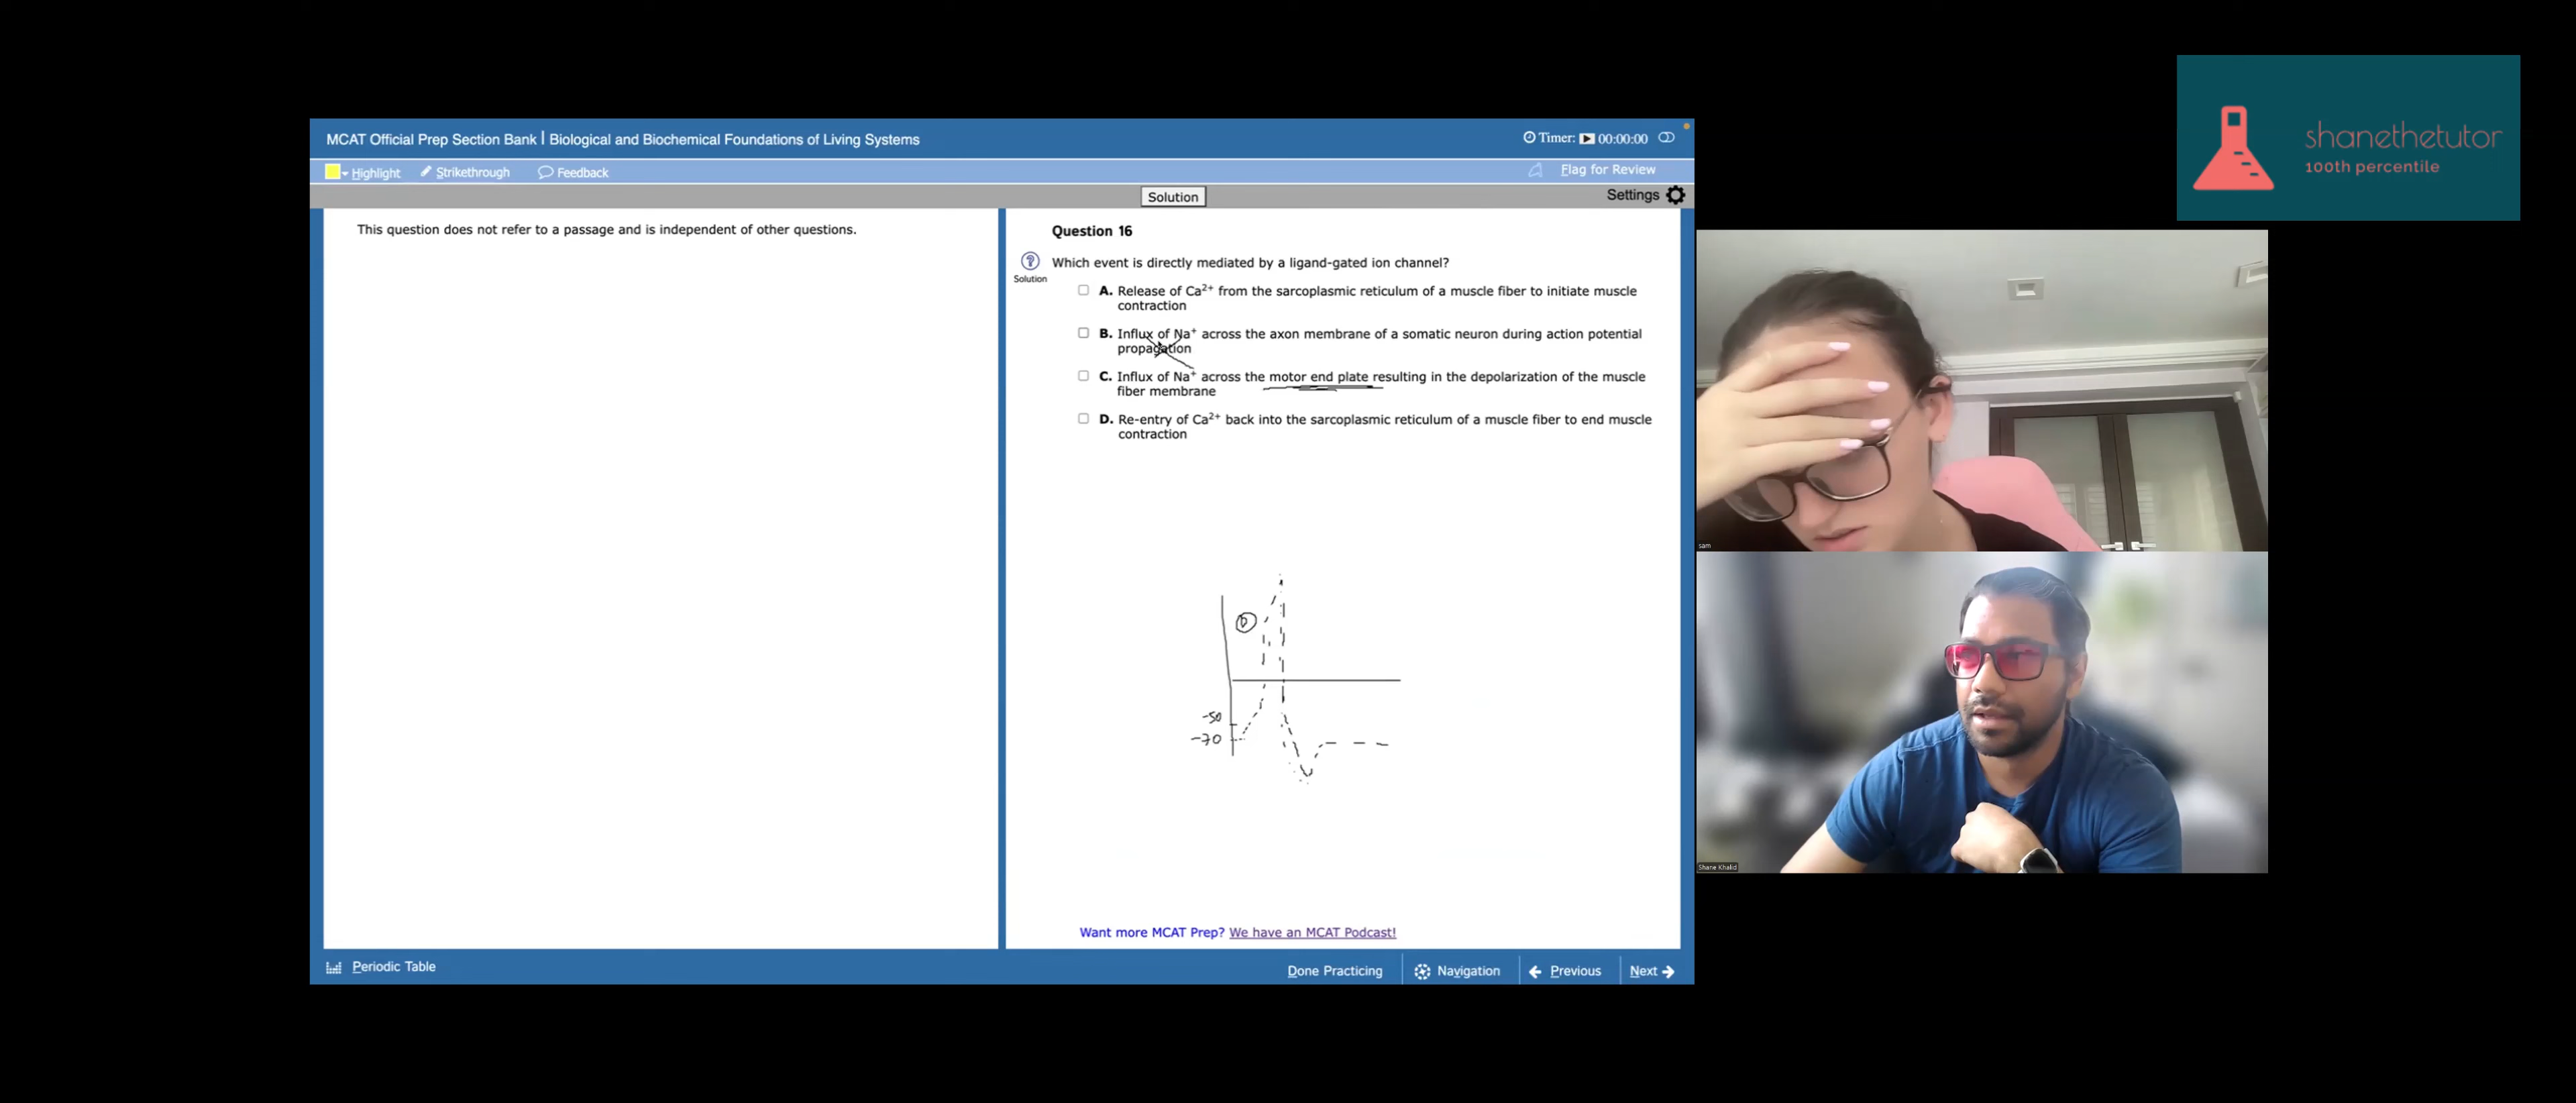 MCAT Official Prep Section Bank | Biological and Biochemical Foundations of Living Systems
Timer: 00:00:00
Highlight
Strikethrough
Feedback
Flag for Review
Solution
Settings
This question does not refer to a passage and is independent of other questions.
Question 16
Solution
Which event is directly mediated by a ligand-gated ion channel?
A. Release of Ca²⁺ from the sarcoplasmic reticulum of a muscle fiber to initiate muscle
contraction
B. Influx of Na⁺ across the axon membrane of a somatic neuron during action potential
propagation
C. Influx of Na⁺ across the motor end plate resulting in the depolarization of the muscle
fiber membrane
D. Re-entry of Ca²⁺ back into the sarcoplasmic reticulum of a muscle fiber to end muscle
contraction
-50
-70
Want more MCAT Prep? We have an MCAT Podcast!
Periodic Table
Done Practicing
Navigation
Previous
Next
shanethetutor
100th percentile
sam
Shane Khalid